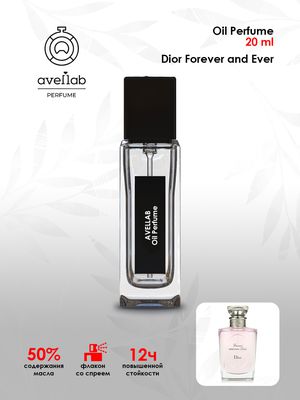 avellab
PERFUME
Oil Perfume
20 ml
Dior Forever and Ever
AVELLAB
Oil Perfume
50%
содержания
масла
флакон
со спреем
12ч
повышенной
стойкости
Dior